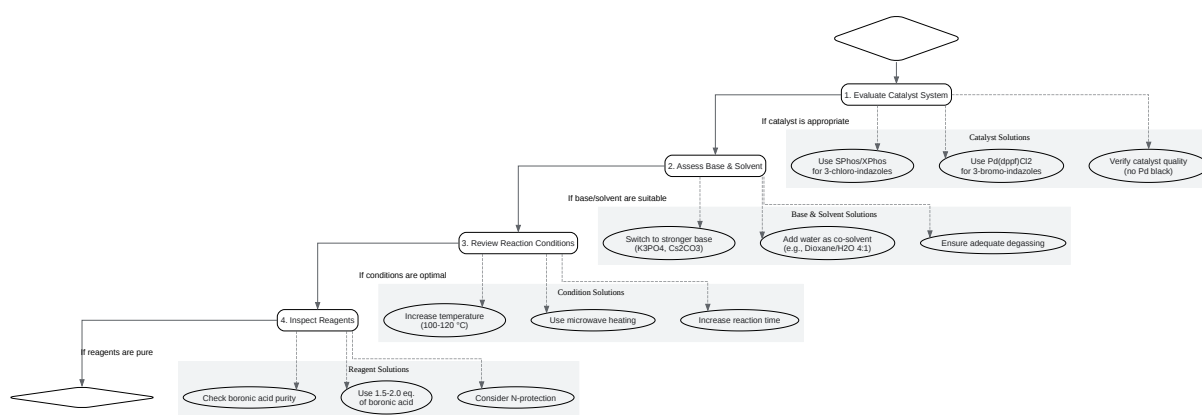 1. Evaluate Catalyst System
If catalyst is appropriate
Catalyst Solutions
Use SPhos/XPhos
for 3-chloro-indazoles
Use Pd(dppf)Cl2
for 3-bromo-indazoles
Verify catalyst quality
(no Pd black)
2. Assess Base & Solvent
If base/solvent are suitable
Base & Solvent Solutions
Switch to stronger base
(K3PO4, Cs2CO3)
Add water as co-solvent
(e.g., Dioxane/H2O 4:1)
Ensure adequate degassing
3. Review Reaction Conditions
If conditions are optimal
Condition Solutions
Increase temperature
(100-120 °C)
Use microwave heating
Increase reaction time
4. Inspect Reagents
If reagents are pure
Reagent Solutions
Check boronic acid purity
Use 1.5-2.0 eq.
of boronic acid
Consider N-protection